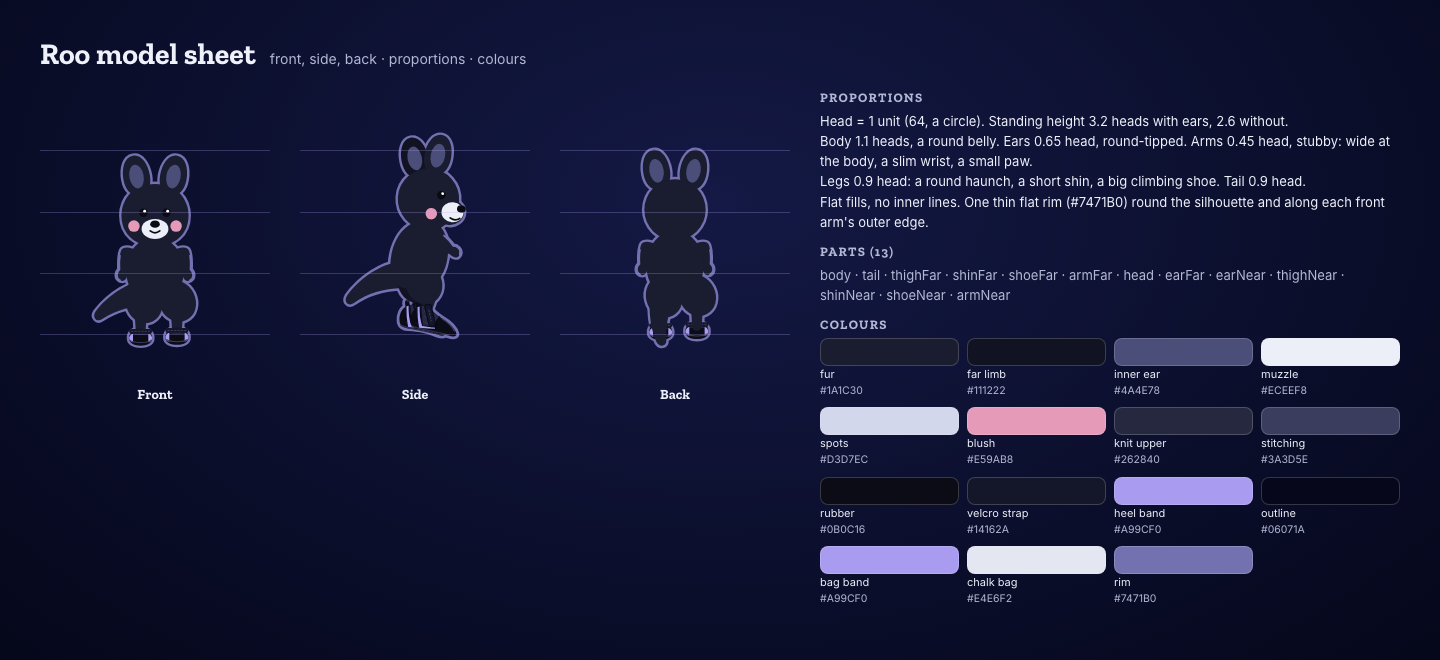 Roo model sheet front, side, back · proportions · colours
Front
Side
Back
PROPORTIONS
Head = 1 unit (64, a circle). Standing height 3.2 heads with ears, 2.6 without.
Body 1.1 heads, a round belly. Ears 0.65 head, round-tipped. Arms 0.45 head, stubby: wide at
the body, a slim wrist, a small paw.
Legs 0.9 head: a round haunch, a short shin, a big climbing shoe. Tail 0.9 head.
Flat fills, no inner lines. One thin flat rim (#7471B0) round the silhouette and along each front
arm's outer edge.
PARTS (13)
body · tail · thighFar · shinFar · shoeFar · armFar · head · earFar · earNear · thighNear ·
shinNear · shoeNear · armNear
COLOURS
fur far limb inner ear muzzle
#1A1C30 #111222 #4A4E78 #ECEEF8
spots blush knit upper stitching
#D3D7EC #E59AB8 #262840 #3A3D5E
rubber velcro strap heel band outline
#0B0C16 #14162A #A99CF0 #06071A
bag band chalk bag rim
#A99CF0 #E4E6F2 #7471B0